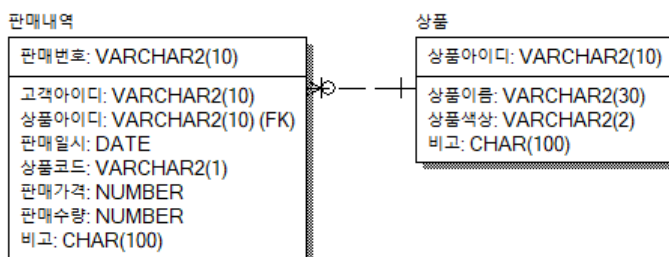 판매내역
판매번호: VARCHAR2(10)
고객아이디: VARCHAR2(10)
상품아이디: VARCHAR2(10) (FK)
판매일시: DATE
상품코드: VARCHAR2(1)
판매가격: NUMBER
판매수량: NUMBER
비고: CHAR(100)
상품
상품아이디: VARCHAR2(10)
상품이름: VARCHAR2(30)
상품색상: VARCHAR2(2)
비고: CHAR(100)